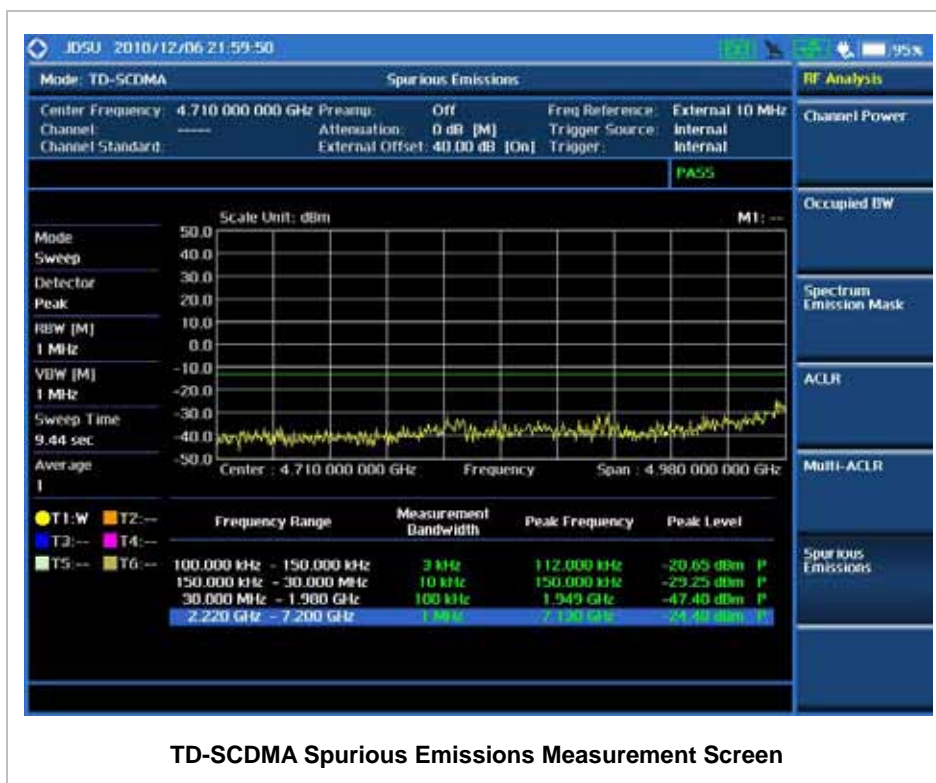 JDSU 2010/12/06 21:59:50
95%
Mode: TD-SCDMA
Spurious Emissions
RF Analysis
Center Frequency: 4.710 000 000 GHz
Preamp: Off
Freq Reference: External 10 MHz
Channel: -----
Attenuation: 0 dB [M]
Trigger Source: Internal
Channel Standard:
External Offset: 40.00 dB [On]
Trigger: Internal
PASS
Channel Power
Occupied BW
Spectrum
Emission Mask
ACLR
Multi-ACLR
Spurious
Emissions
Scale Unit: dBm
M1: --
Mode
Sweep
Detector
Peak
RBW [M]
1 MHz
VBW [M]
1 MHz
Sweep Time
9.44 sec
Average
1
T1:W T2:--
T3:-- T4:--
T5:-- T6:--
50.0
40.0
30.0
20.0
10.0
0.0
-10.0
-20.0
-30.0
-40.0
-50.0
Center : 4.710 000 000 GHz Frequency Span : 4.980 000 000 GHz
Frequency Range Measurement Bandwidth Peak Frequency Peak Level
100.000 kHz - 150.000 kHz 3 kHz 112.000 kHz -20.65 dBm P
150.000 kHz - 30.000 MHz 10 kHz 150.000 kHz -29.25 dBm P
30.000 MHz - 1.980 GHz 100 kHz 1.949 GHz -47.40 dBm P
2.220 GHz - 7.200 GHz 1 MHz 7.120 GHz -24.40 dBm P
TD-SCDMA Spurious Emissions Measurement Screen